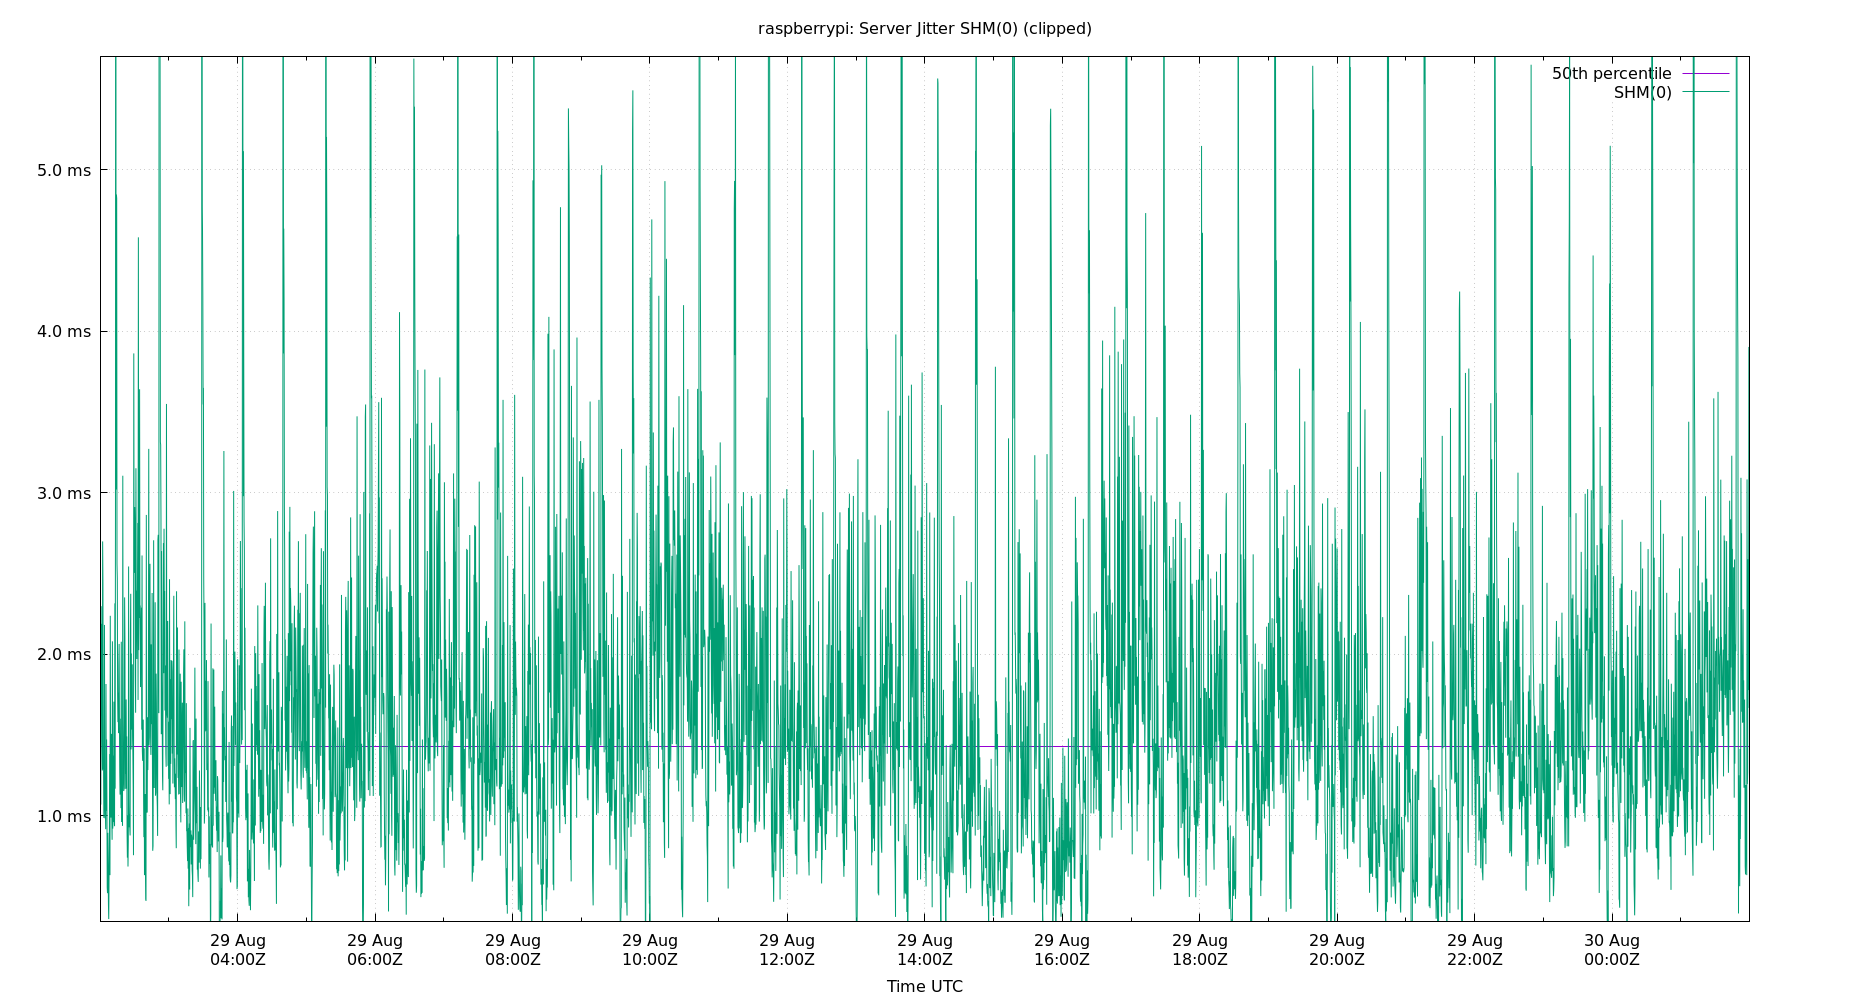 raspberrypi: Server Jitter SHM(0) (clipped)
50th percentile
SHM(0)
5.0 ms
4.0 ms
3.0 ms
2.0 ms
1.0 ms
29 Aug 29 Aug 29 Aug 29 Aug 29 Aug 29 Aug 29 Aug 29 Aug 29 Aug 29 Aug 30 Aug
04:00Z 06:00Z 08:00Z 10:00Z 12:00Z 14:00Z 16:00Z 18:00Z 20:00Z 22:00Z 00:00Z
Time UTC